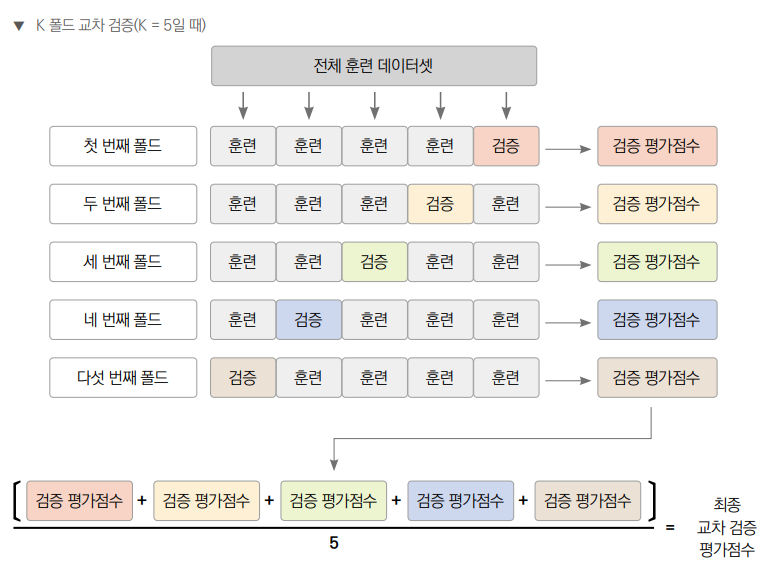 ▼ K 폴드 교차 검증(K = 5일 때)
전체 훈련 데이터셋
첫 번째 폴드 훈련 훈련 훈련 훈련 검증 검증 평가점수
두 번째 폴드 훈련 훈련 훈련 검증 훈련 검증 평가점수
세 번째 폴드 훈련 훈련 검증 훈련 훈련 검증 평가점수
네 번째 폴드 훈련 검증 훈련 훈련 훈련 검증 평가점수
다섯 번째 폴드 검증 훈련 훈련 훈련 훈련 검증 평가점수
[ 검증 평가점수 + 검증 평가점수 + 검증 평가점수 + 검증 평가점수 + 검증 평가점수 ]
5
=
최종
교차 검증
평가점수